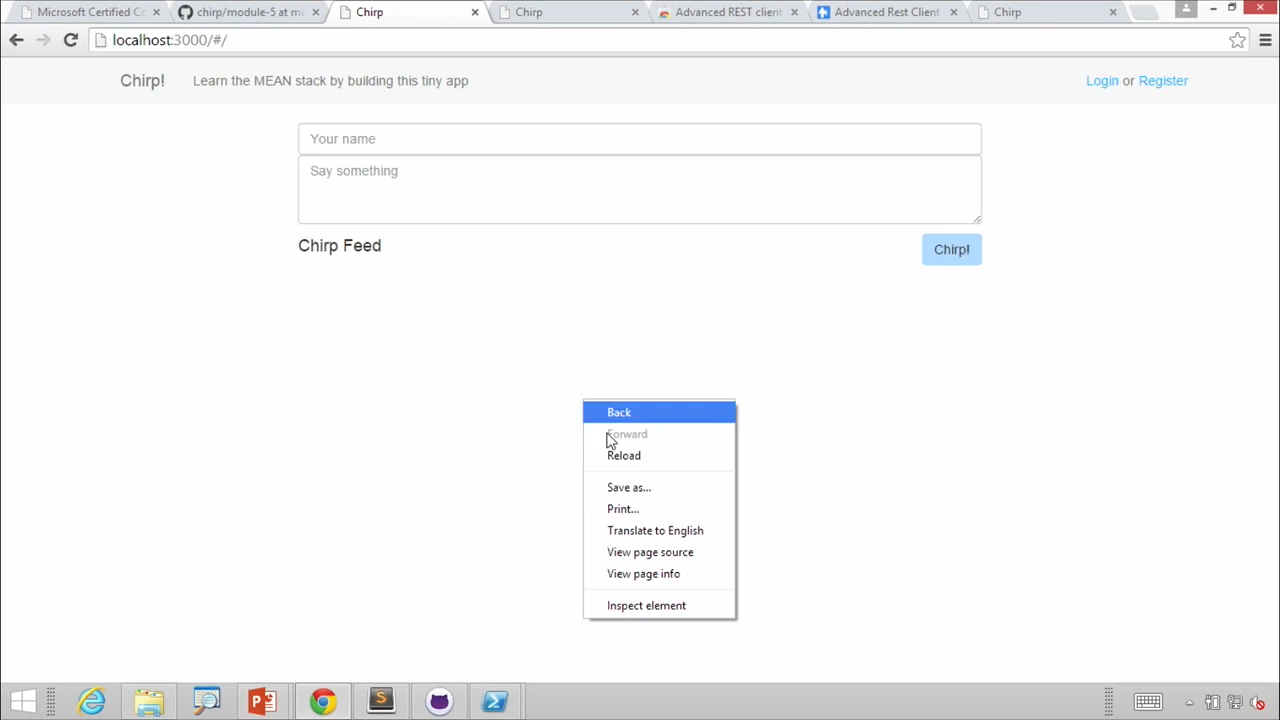 Microsoft Certified Co
chirp/module-5 at ma
Chirp
Chirp
Advanced REST client
Advanced Rest Client
Chirp
localhost:3000/#/
Chirp!
Learn the MEAN stack by building this tiny app
Login or Register
Your name
Say something
Chirp Feed
Chirp!
Back
Forward
Reload
Save as...
Print...
Translate to English
View page source
View page info
Inspect element